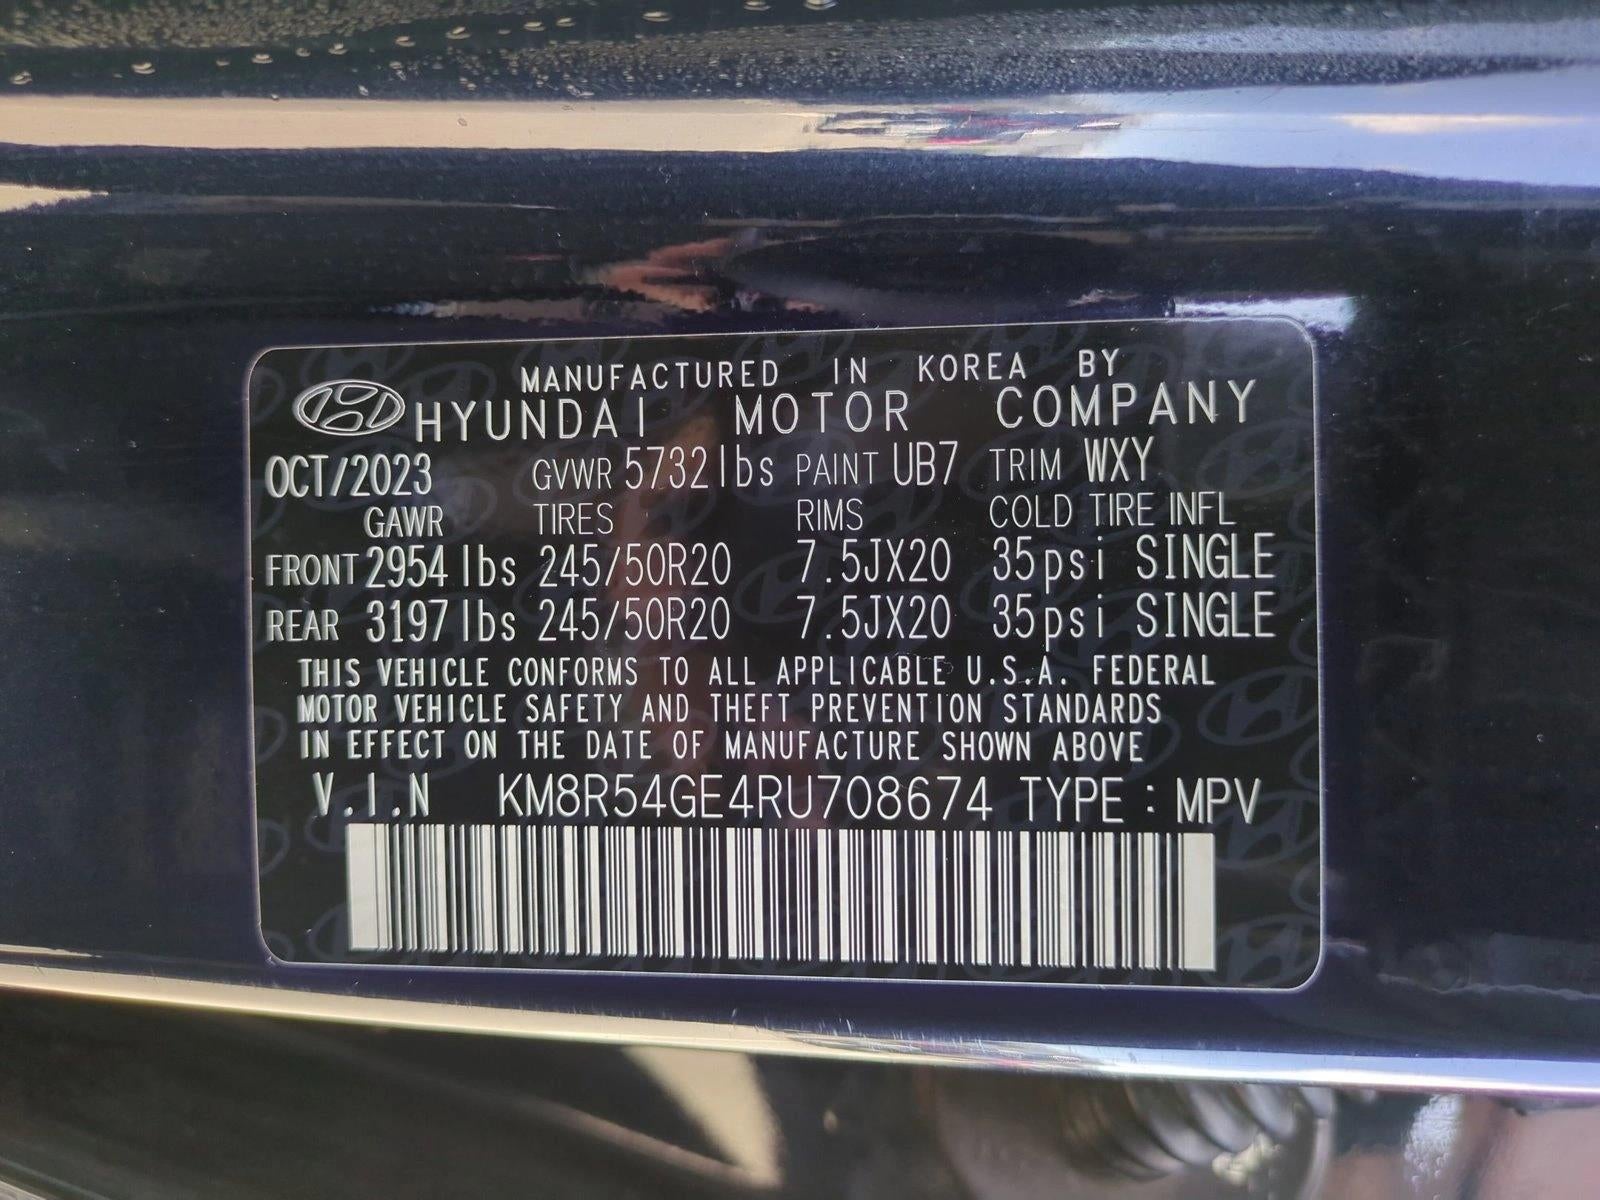 MANUFACTURED IN KOREA BY
HYUNDAI MOTOR COMPANY
OCT/2023 GVWR 5732lbs PAINT UB7 TRIM WXY
GAWR TIRES RIMS COLD TIRE INFL
FRONT 2954lbs 245/50R20 7.5JX20 35psi SINGLE
REAR 3197lbs 245/50R20 7.5JX20 35psi SINGLE
THIS VEHICLE CONFORMS TO ALL APPLICABLE U.S.A. FEDERAL
MOTOR VEHICLE SAFETY AND THEFT PREVENTION STANDARDS
IN EFFECT ON THE DATE OF MANUFACTURE SHOWN ABOVE
V.I.N KM8R54GE4RU708674 TYPE : MPV